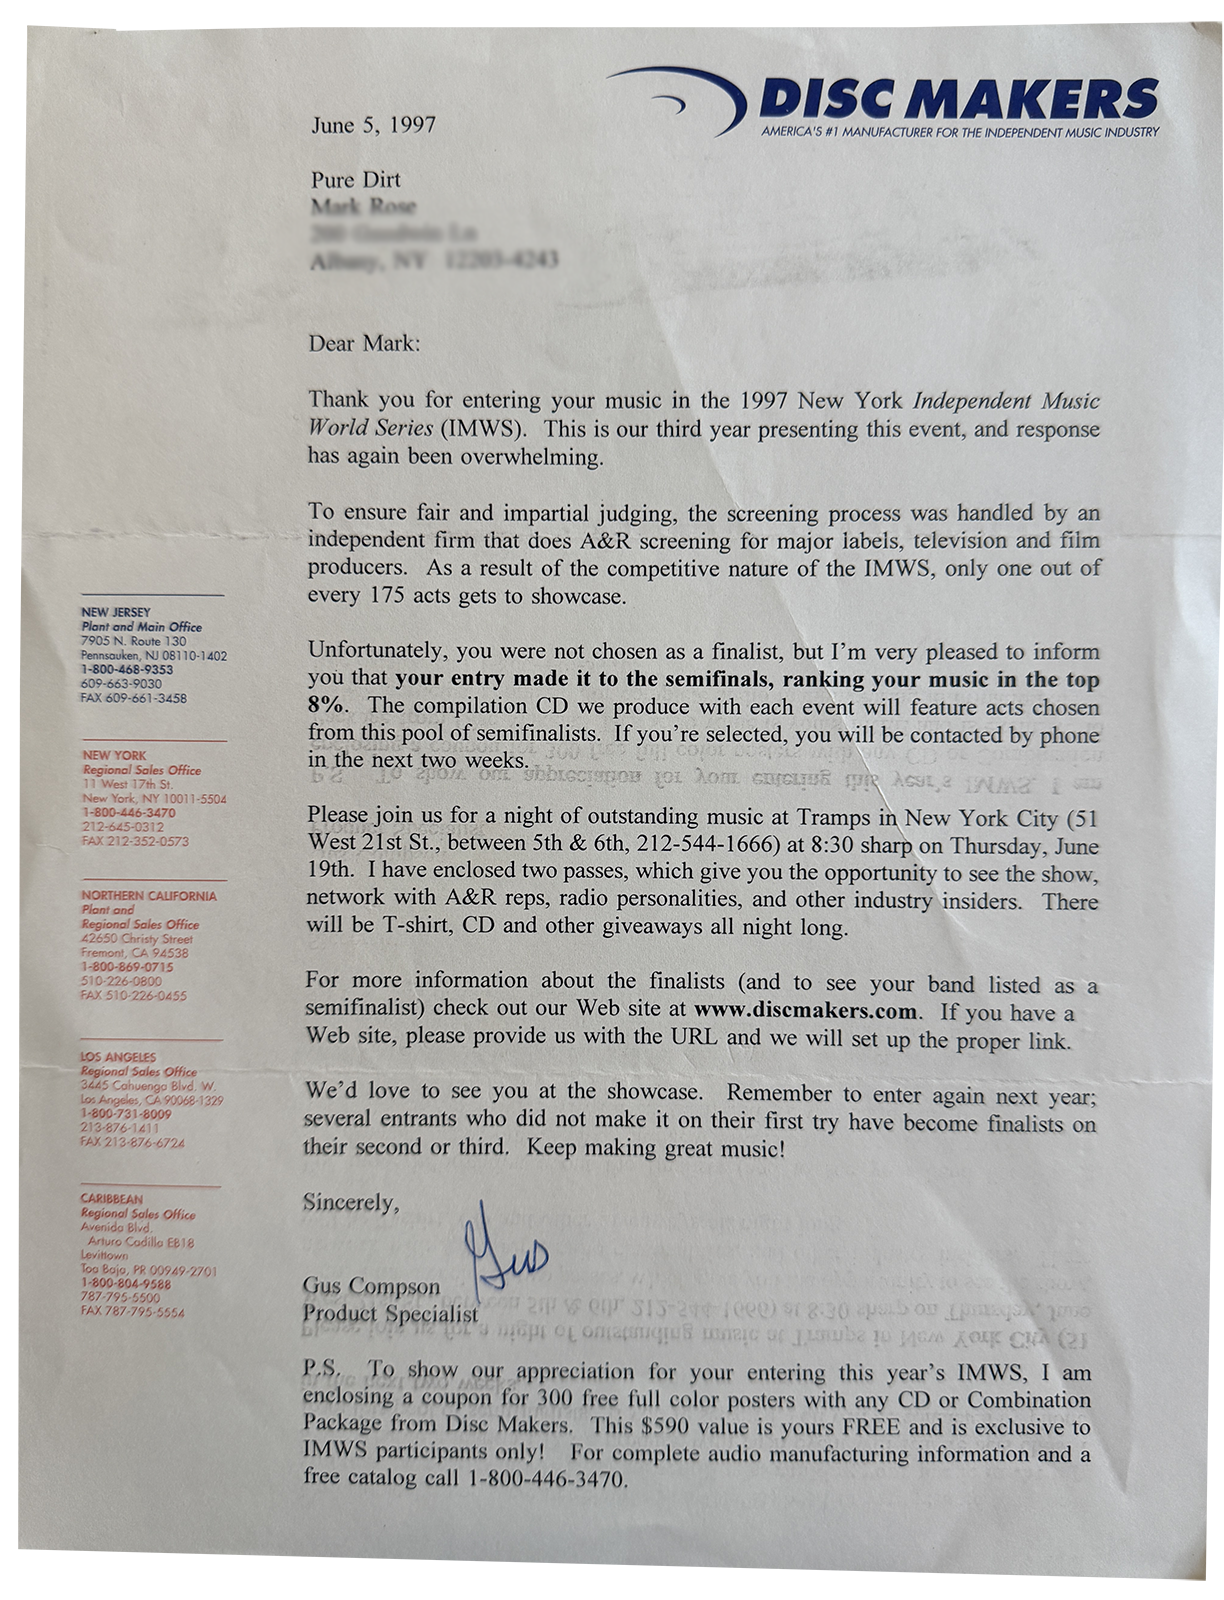 DISC MAKERS
AMERICA'S #1 MANUFACTURER FOR THE INDEPENDENT MUSIC INDUSTRY
June 5, 1997
Pure Dirt
Dear Mark:
Thank you for entering your music in the 1997 New York Independent Music
World Series (IMWS). This is our third year presenting this event, and response
has again been overwhelming.
To ensure fair and impartial judging, the screening process was handled by an
independent firm that does A&R screening for major labels, television and film
producers. As a result of the competitive nature of the IMWS, only one out of
every 175 acts gets to showcase.
Unfortunately, you were not chosen as a finalist, but I'm very pleased to inform
you that your entry made it to the semifinals, ranking your music in the top
8%. The compilation CD we produce with each event will feature acts chosen
from this pool of semifinalists. If you're selected, you will be contacted by phone
in the next two weeks.
Please join us for a night of outstanding music at Tramps in New York City (51
West 21st St., between 5th & 6th, 212-544-1666) at 8:30 sharp on Thursday, June
19th. I have enclosed two passes, which give you the opportunity to see the show,
network with A&R reps, radio personalities, and other industry insiders. There
will be T-shirt, CD and other giveaways all night long.
For more information about the finalists (and to see your band listed as a
semifinalist) check out our Web site at www.discmakers.com. If you have a
Web site, please provide us with the URL and we will set up the proper link.
We'd love to see you at the showcase. Remember to enter again next year;
several entrants who did not make it on their first try have become finalists on
their second or third. Keep making great music!
Sincerely,
Gus
Gus Compson
Product Specialist
P.S. To show our appreciation for your entering this year's IMWS, I am
enclosing a coupon for 300 free full color posters with any CD or Combination
Package from Disc Makers. This $590 value is yours FREE and is exclusive to
IMWS participants only! For complete audio manufacturing information and a
free catalog call 1-800-446-3470.
NEW JERSEY
Plant and Main Office
7905 N. Route 130
Pennsauken, NJ 08110-1402
1-800-468-9353
609-663-9030
FAX 609-661-3458
NEW YORK
Regional Sales Office
11 West 17th St.
New York, NY 10011-5504
1-800-446-3470
212-645-0312
FAX 212-352-0573
NORTHERN CALIFORNIA
Plant and
Regional Sales Office
42650 Christy Street
Fremont, CA 94538
1-800-869-0715
510-226-0800
FAX 510-226-0455
LOS ANGELES
Regional Sales Office
3445 Cahuenga Blvd. W.
Los Angeles, CA 90068-1329
1-800-731-8009
213-876-1411
FAX 213-876-6724
CARIBBEAN
Regional Sales Office
Avenida Blvd.
Arturo Cadilla EB18
Levittown
Toa Baja, PR 00949-2701
1-800-804-9588
787-795-5500
FAX 787-795-5554